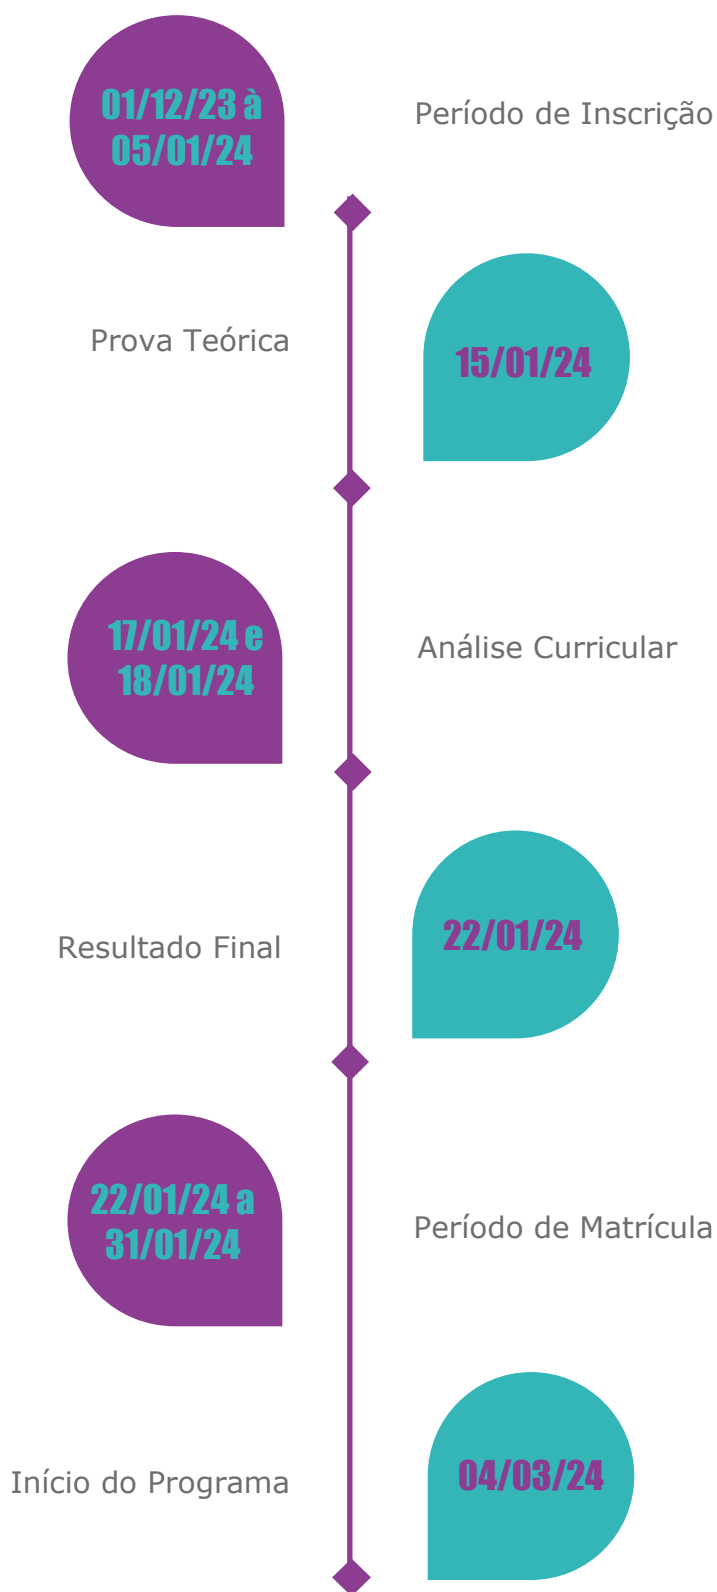 01/12/23 à
05/01/24
Período de Inscrição
Prova Teórica
15/01/24
17/01/24 e
18/01/24
Análise Curricular
Resultado Final
22/01/24
22/01/24 a
31/01/24
Período de Matrícula
Início do Programa
04/03/24